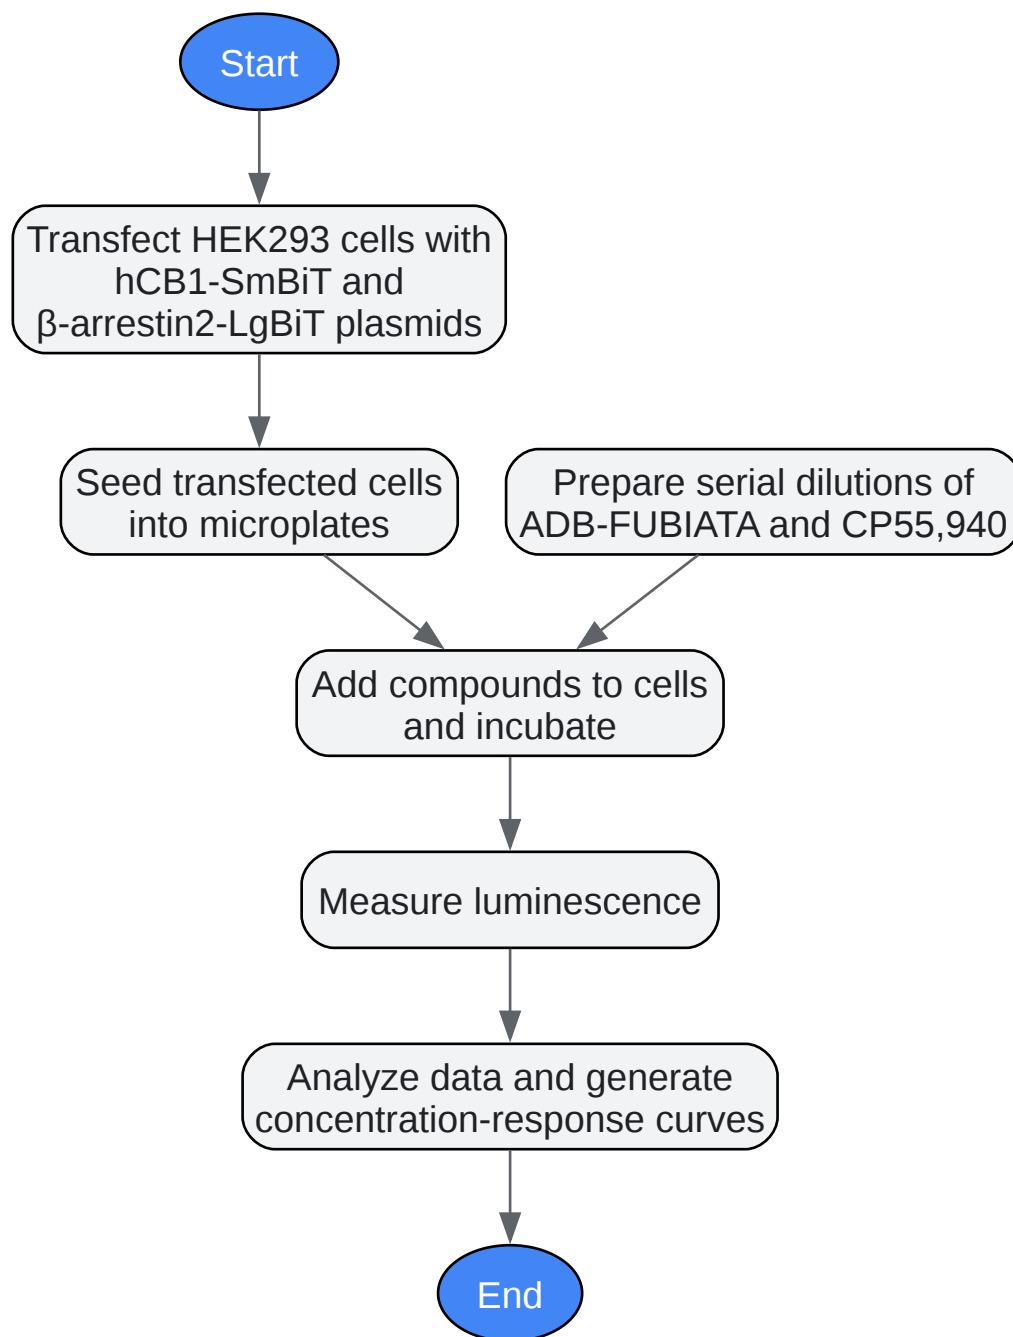 Start
Transfect HEK293 cells with
hCB1-SmBiT and
β-arrestin2-LgBiT plasmids
Seed transfected cells
into microplates
Prepare serial dilutions of
ADB-FUBIATA and CP55,940
Add compounds to cells
and incubate
Measure luminescence
Analyze data and generate
concentration-response curves
End